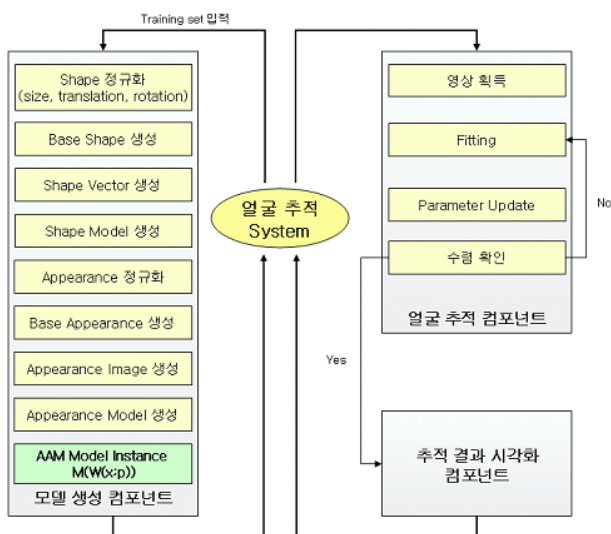 Training set 입력
Shape 정규화
(size, translation, rotation)
Base Shape 생성
Shape Vector 생성
Shape Model 생성
Appearance 정규화
Base Appearance 생성
Appearance Image 생성
Appearance Model 생성
AAM Model Instance
M(W(x;p))
모델 생성 컴포넌트
얼굴 추적
System
영상 획득
Fitting
Parameter Update
수렴 확인
얼굴 추적 컴포넌트
No
Yes
추적 결과 시각화
컴포넌트